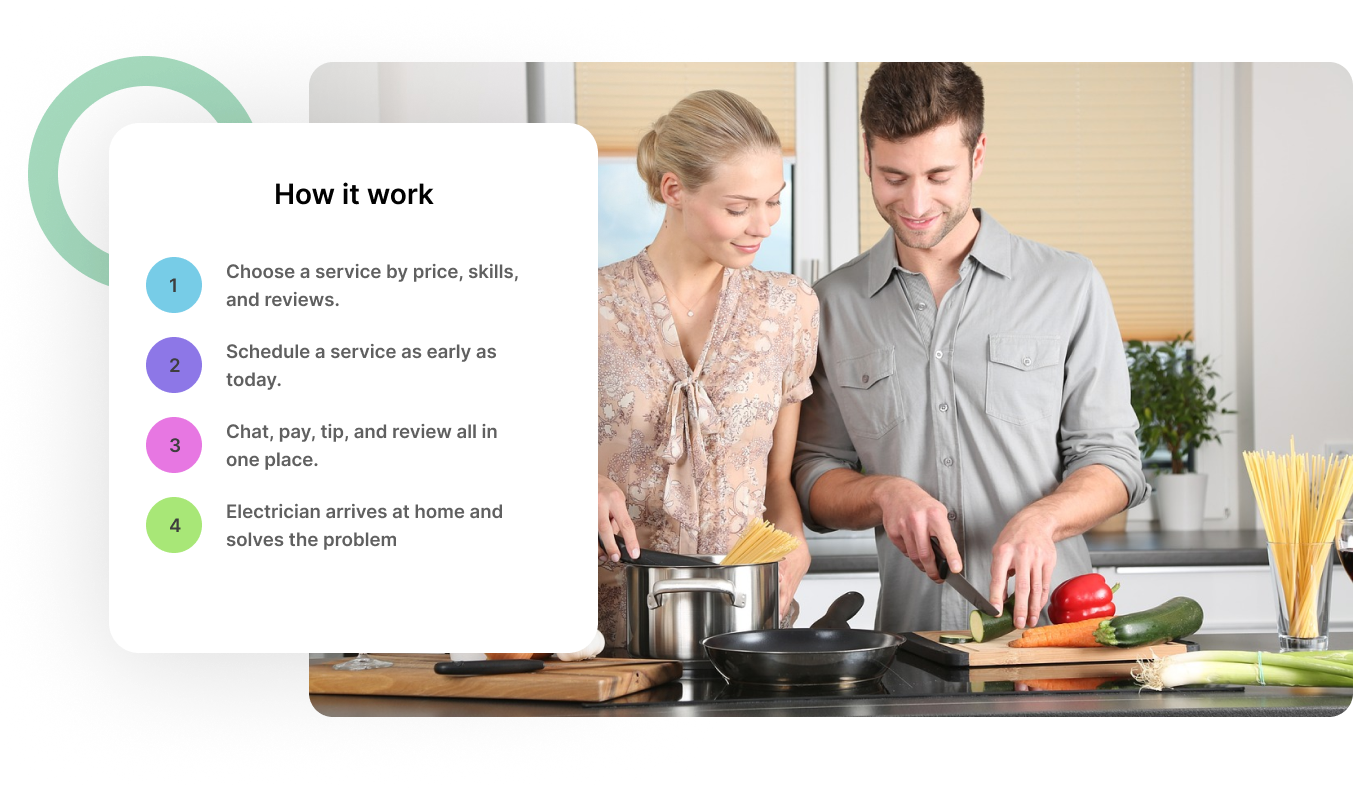 How it work
1
Choose a service by price, skills,
and reviews.
2
Schedule a service as early as
today.
3
Chat, pay, tip, and review all in
one place.
4
Electrician arrives at home and
solves the problem